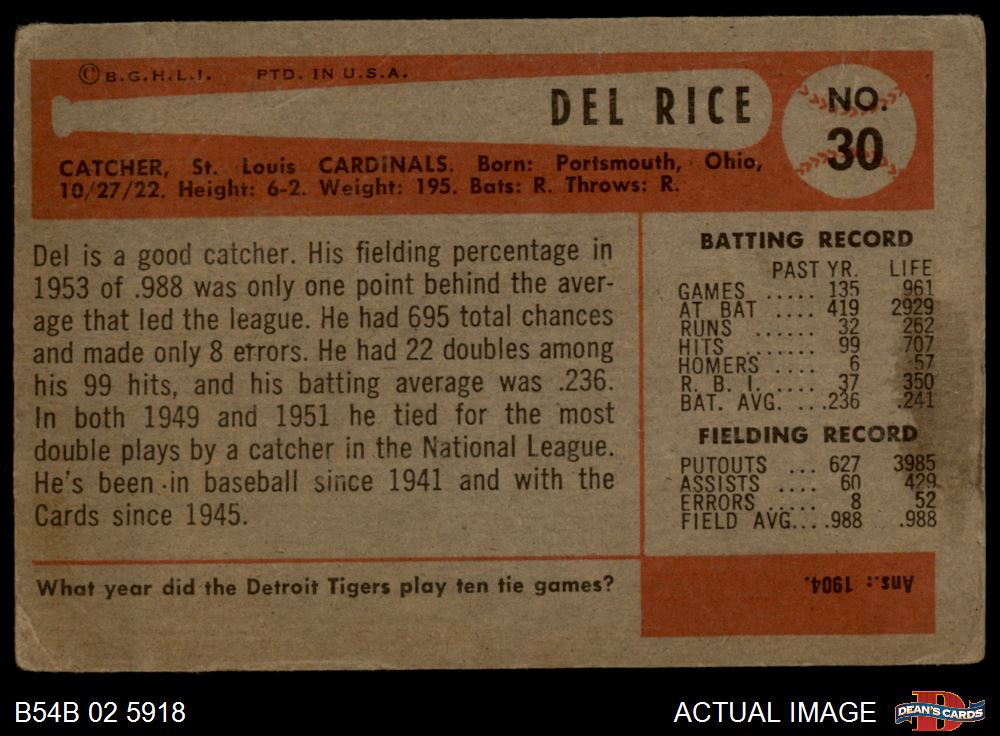 © B.G.H.L.I. PTD. IN U.S.A.
DEL RICE
NO.
30
CATCHER, St. Louis CARDINALS. Born: Portsmouth, Ohio,
10/27/22. Height: 6-2. Weight: 195. Bats: R. Throws: R.
Del is a good catcher. His fielding percentage in
1953 of .988 was only one point behind the aver-
age that led the league. He had 695 total chances
and made only 8 errors. He had 22 doubles among
his 99 hits, and his batting average was .236.
In both 1949 and 1951 he tied for the most
double plays by a catcher in the National League.
He's been in baseball since 1941 and with the
Cards since 1945.
BATTING RECORD
PAST YR. LIFE
GAMES ..... 135 961
AT BAT .... 419 2929
RUNS ...... 32 262
HITS ...... 99 707
HOMERS .... 6 57
R. B. I. .... 37 350
BAT. AVG. ... .236 .241
FIELDING RECORD
PUTOUTS ... 627 3985
ASSISTS .... 60 429
ERRORS ..... 8 52
FIELD AVG.... .988 .988
What year did the Detroit Tigers play ten tie games?
Ans.: 1904.
B54B 02 5918
ACTUAL IMAGE
DEAN'S CARDS